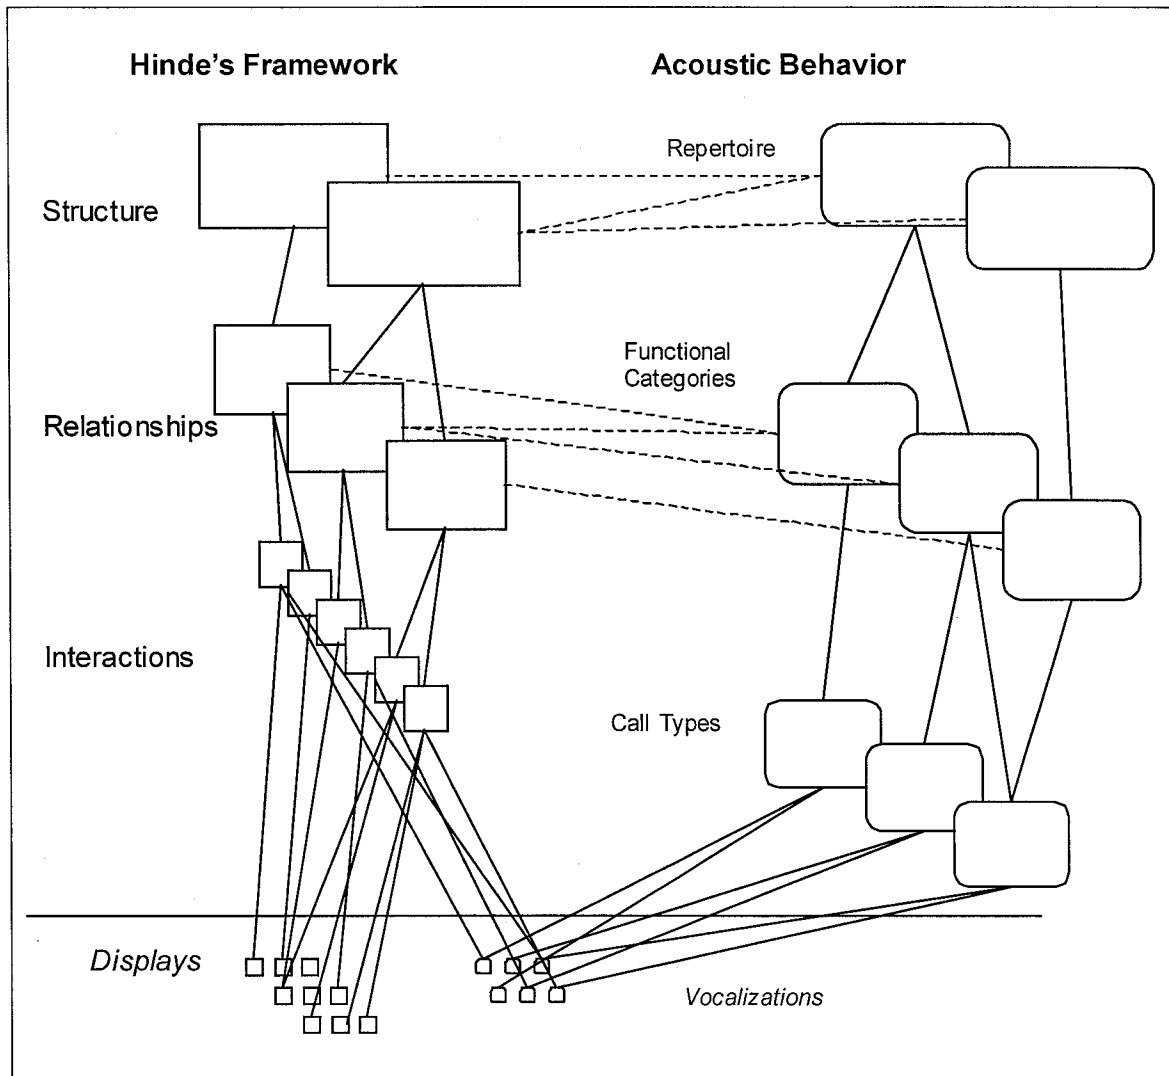 Hinde's Framework
Acoustic Behavior
Repertoire
Structure
Functional
Categories
Relationships
Interactions
Call Types
Displays
Vocalizations